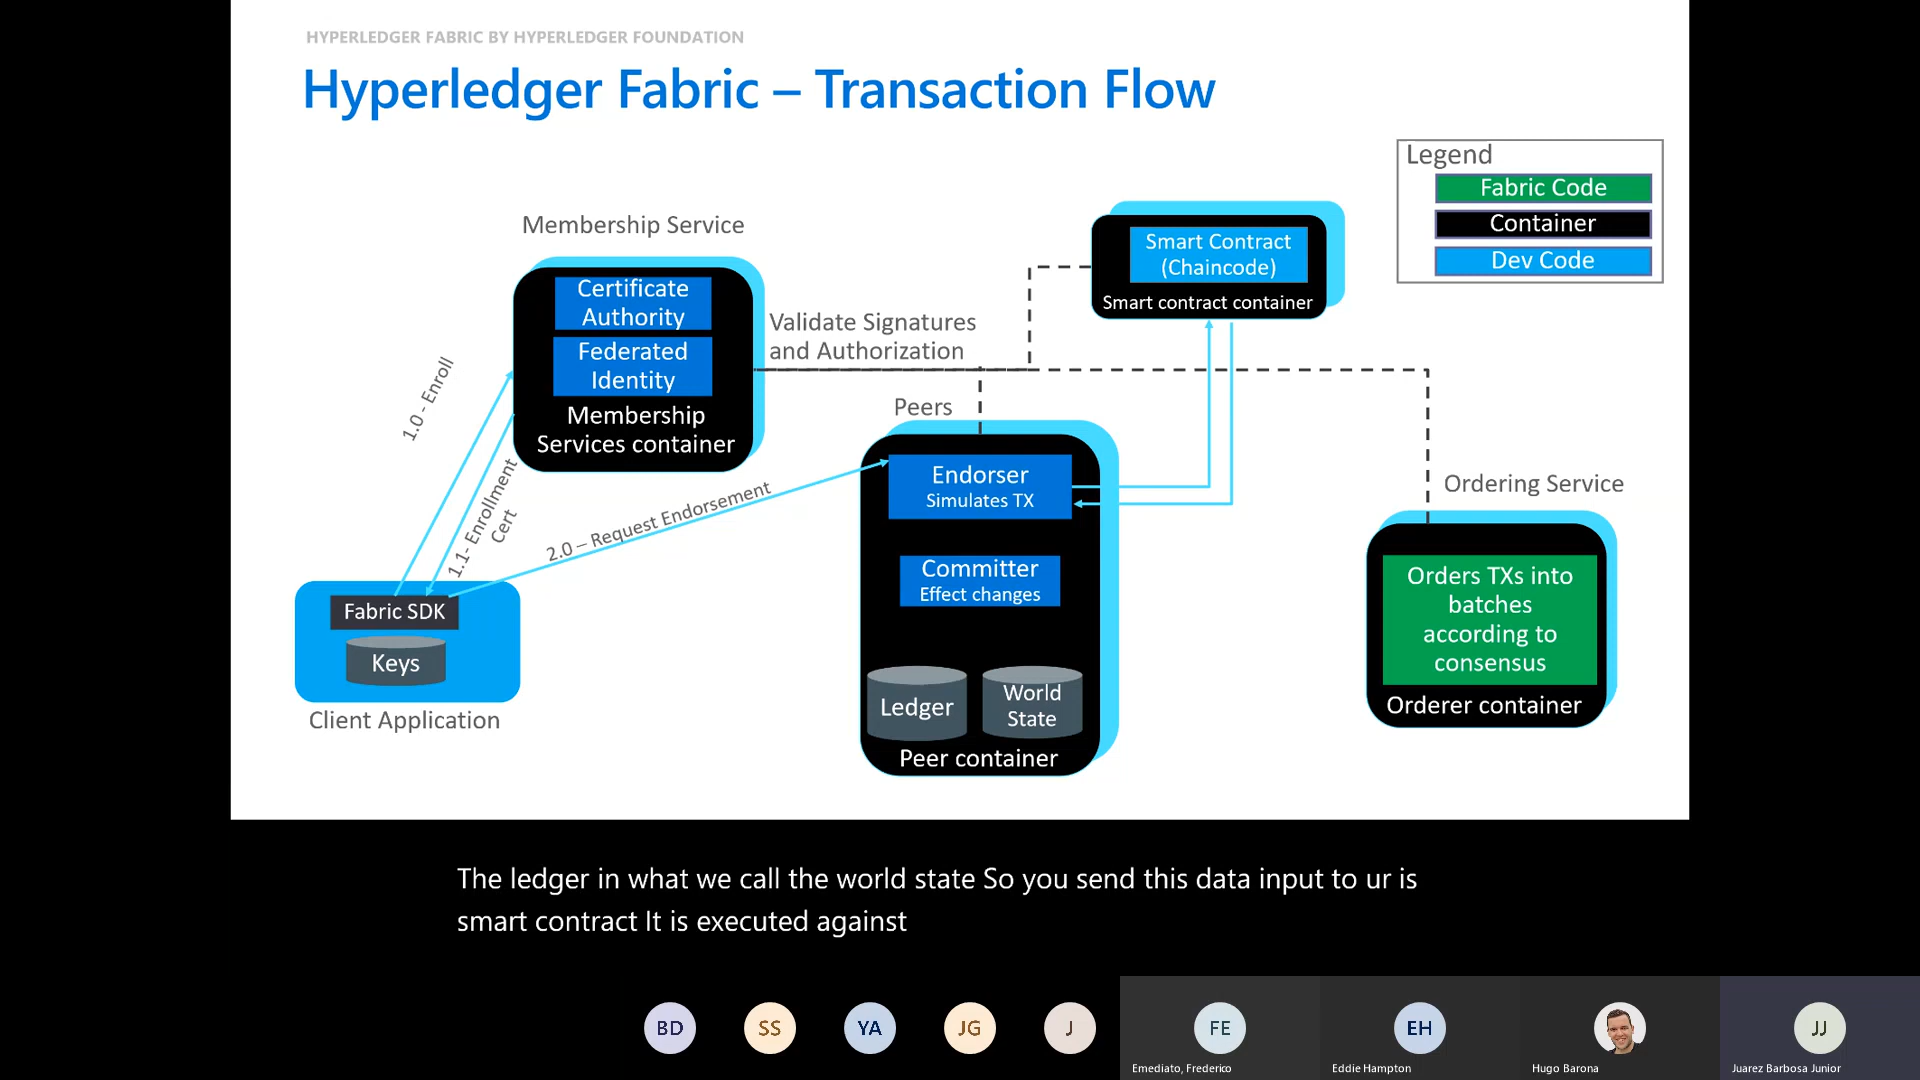 HYPERLEDGER FABRIC BY HYPERLEDGER FOUNDATION
Hyperledger Fabric – Transaction Flow
Legend
Fabric Code
Container
Dev Code
Membership Service
Certificate
Authority
Federated
Identity
Membership
Services container
Validate Signatures
and Authorization
Smart Contract
(Chaincode)
Smart contract container
1.0 - Enroll
1.1- Enrollment
Cert
2.0 – Request Endorsement
Peers
Endorser
Simulates TX
Committer
Effect changes
Ledger
World
State
Peer container
Ordering Service
Orders TXs into
batches
according to
consensus
Orderer container
Fabric SDK
Keys
Client Application
The ledger in what we call the world state So you send this data input to ur is
smart contract It is executed against
BD
SS
YA
JG
J
FE
EH
JJ
Emediato, Frederico
Eddie Hampton
Hugo Barona
Juarez Barbosa Junior